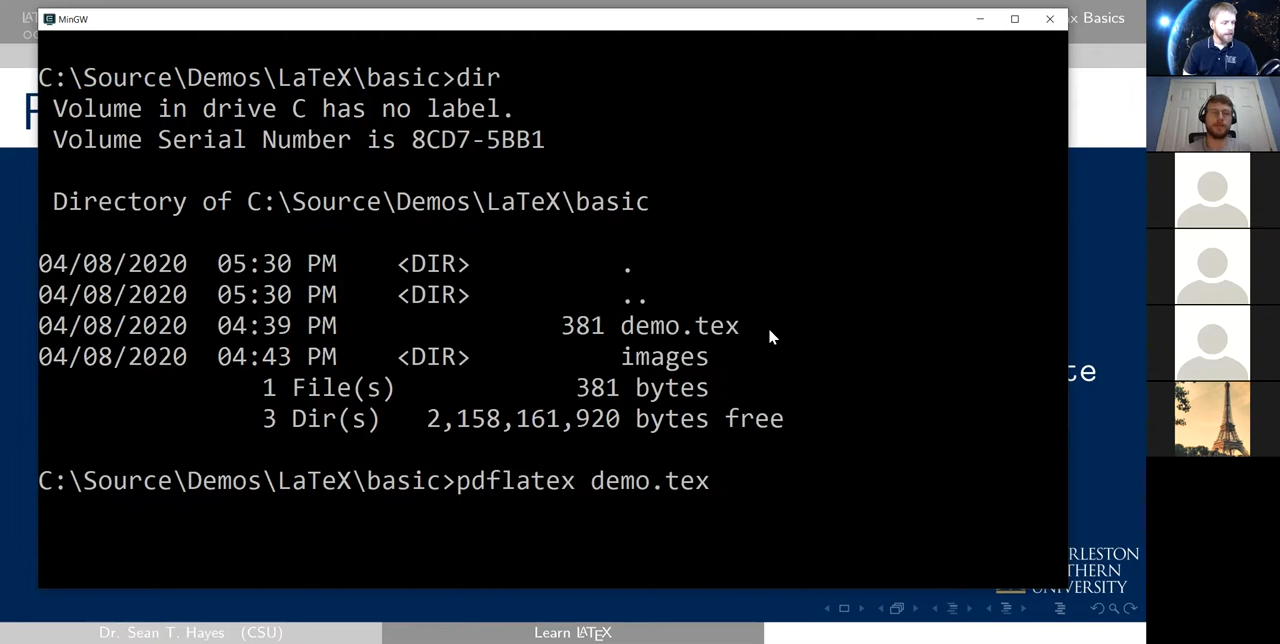 MinGW
x Basics
C:\Source\Demos\LaTeX\basic>dir
Volume in drive C has no label.
Volume Serial Number is 8CD7-5BB1
Directory of C:\Source\Demos\LaTeX\basic
04/08/2020 05:30 PM <DIR> .
04/08/2020 05:30 PM <DIR> ..
04/08/2020 04:39 PM 381 demo.tex
04/08/2020 04:43 PM <DIR> images
1 File(s) 381 bytes
3 Dir(s) 2,158,161,920 bytes free
te
C:\Source\Demos\LaTeX\basic>pdflatex demo.tex
RLESTON
THERN
UNIVERSITY
Dr. Sean T. Hayes (CSU)
Learn LATEX